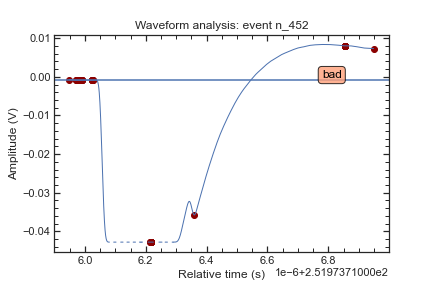 Waveform analysis: event n_452
0.01
0.00
−0.01
−0.02
−0.03
−0.04
Amplitude (V)
bad
6.0
6.2
6.4
6.6
6.8
Relative time (s)
1e−6+2.5197371000e2